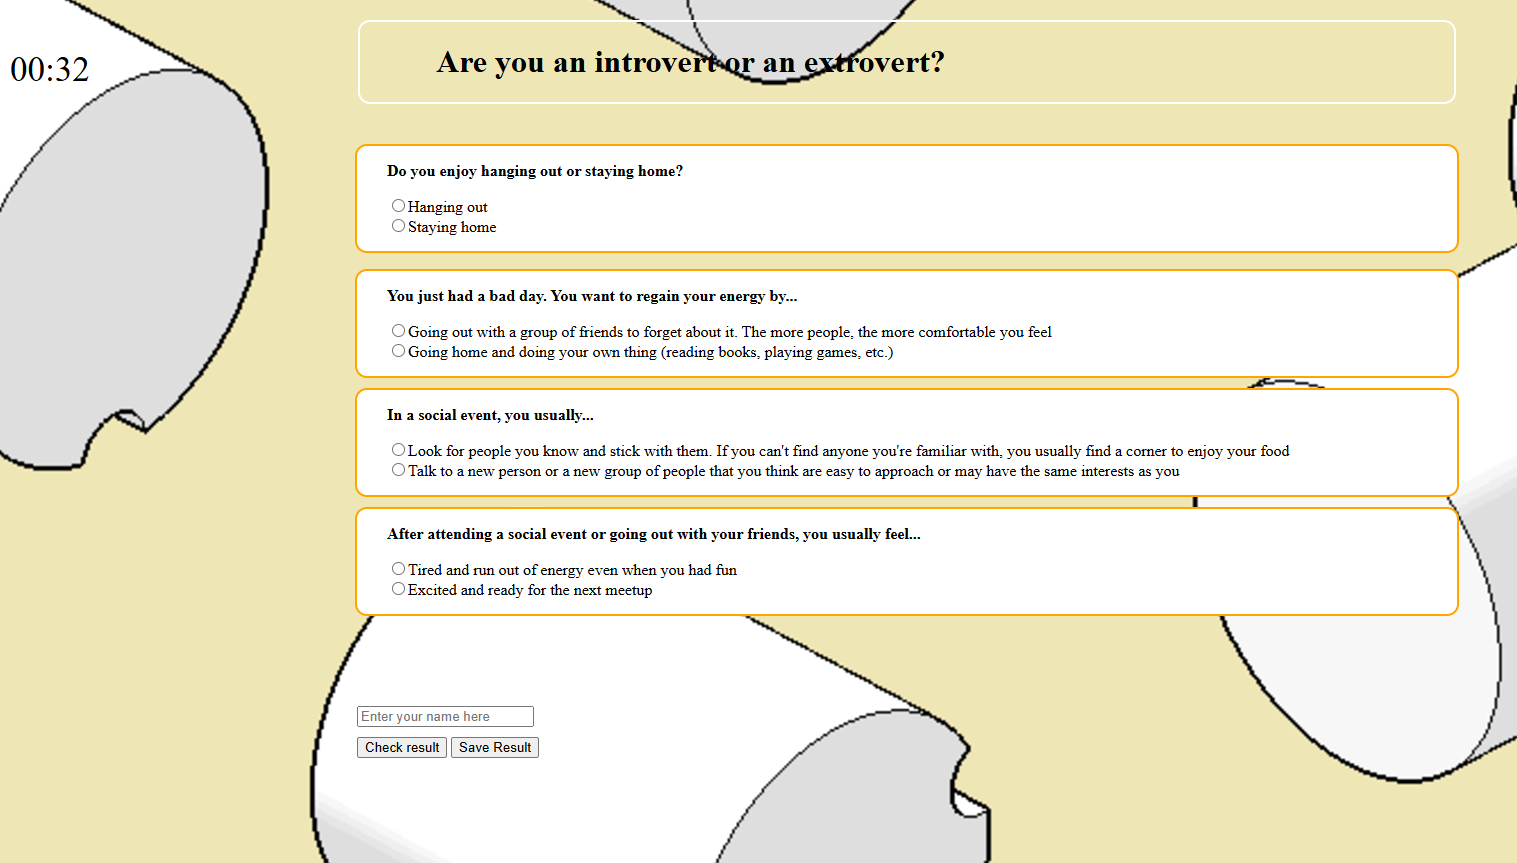 00:32
Are you an introvert or an extrovert?
Do you enjoy hanging out or staying home?
Hanging out
Staying home
You just had a bad day. You want to regain your energy by...
Going out with a group of friends to forget about it. The more people, the more comfortable you feel
Going home and doing your own thing (reading books, playing games, etc.)
In a social event, you usually...
Look for people you know and stick with them. If you can't find anyone you're familiar with, you usually find a corner to enjoy your food
Talk to a new person or a new group of people that you think are easy to approach or may have the same interests as you
After attending a social event or going out with your friends, you usually feel...
Tired and run out of energy even when you had fun
Excited and ready for the next meetup
Enter your name here
Check result Save Result